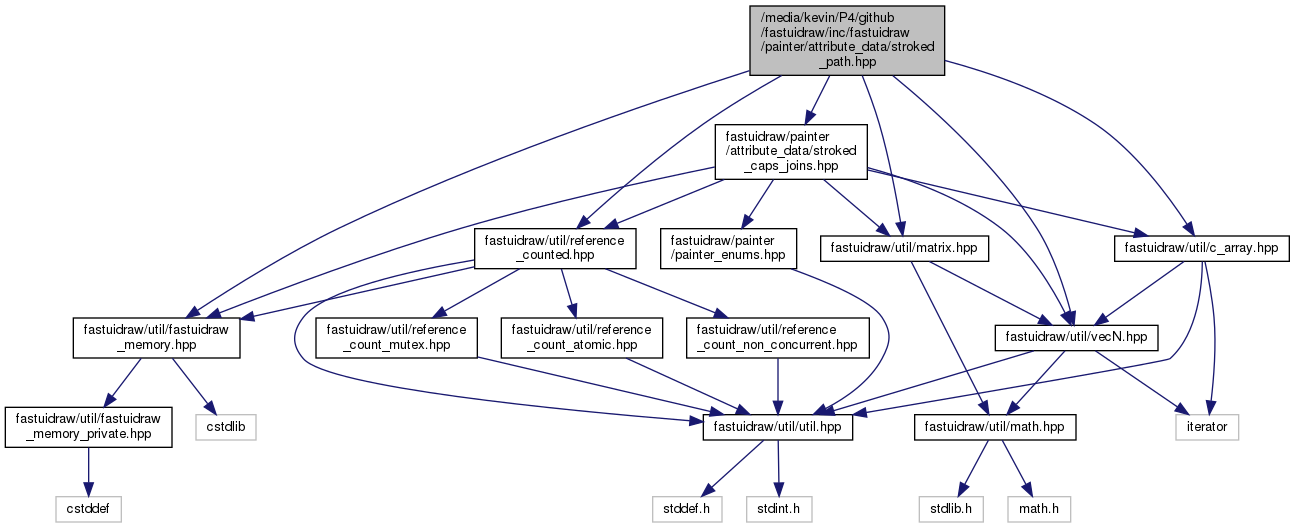 /media/kevin/P4/github
/fastuidraw/inc/fastuidraw
/painter/attribute_data/stroked
_path.hpp
fastuidraw/painter
/attribute_data/stroked
_caps_joins.hpp
fastuidraw/util/reference
_counted.hpp
fastuidraw/painter
/painter_enums.hpp
fastuidraw/util/matrix.hpp
fastuidraw/util/c_array.hpp
fastuidraw/util/fastuidraw
_memory.hpp
fastuidraw/util/reference
_count_mutex.hpp
fastuidraw/util/reference
_count_atomic.hpp
fastuidraw/util/reference
_count_non_concurrent.hpp
fastuidraw/util/vecN.hpp
fastuidraw/util/fastuidraw
_memory_private.hpp
cstdlib
fastuidraw/util/util.hpp
fastuidraw/util/math.hpp
iterator
cstddef
stddef.h
stdint.h
stdlib.h
math.h